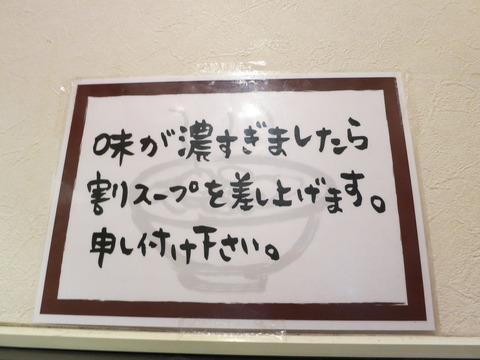 味が濃すぎましたら
割りスープを差し上げます。
申し付け下さい。